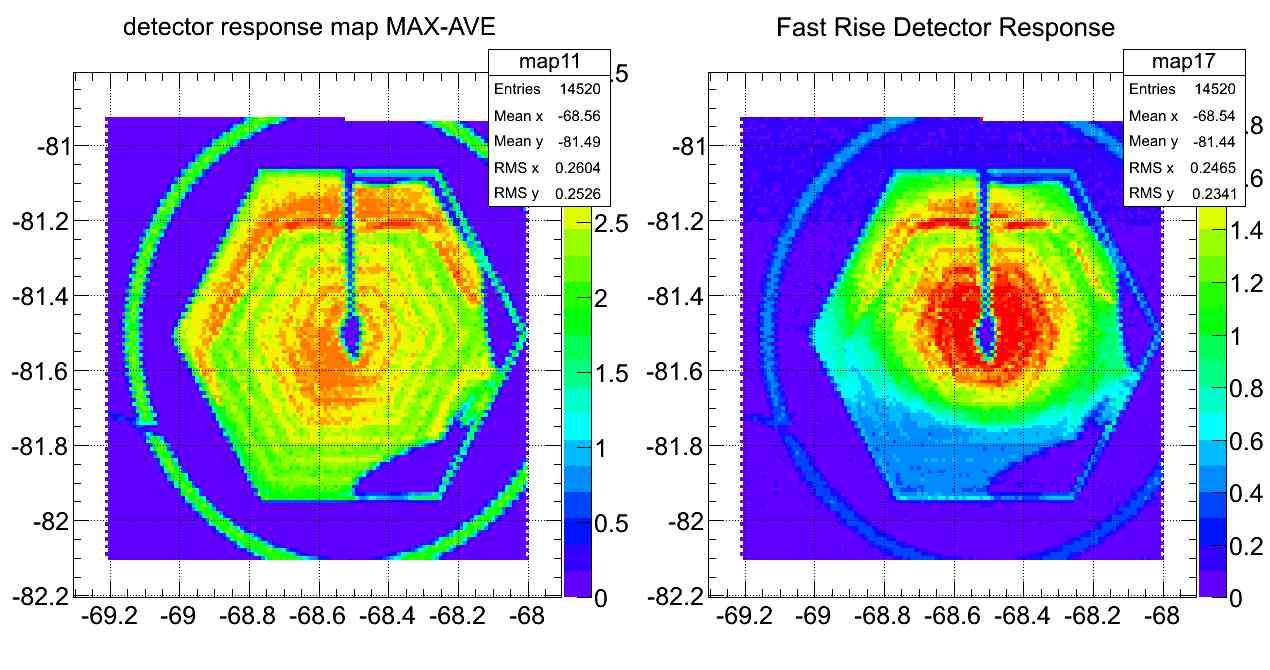 detector response map MAX-AVE
map11
Entries 14520
Mean x -68.56
Mean y -81.49
RMS x 0.2604
RMS y 0.2526
-81
-81.2
-81.4
-81.6
-81.8
-82
-82.2
-69.2 -69 -68.8 -68.6 -68.4 -68.2 -68
.5
2.5
2
1.5
1
0.5
0
Fast Rise Detector Response
map17
Entries 14520
Mean x -68.54
Mean y -81.44
RMS x 0.2465
RMS y 0.2341
-81
-81.2
-81.4
-81.6
-81.8
-82
-82.2
-69.2 -69 -68.8 -68.6 -68.4 -68.2 -68
.8
.6
1.4
1.2
1
0.8
0.6
0.4
0.2
0